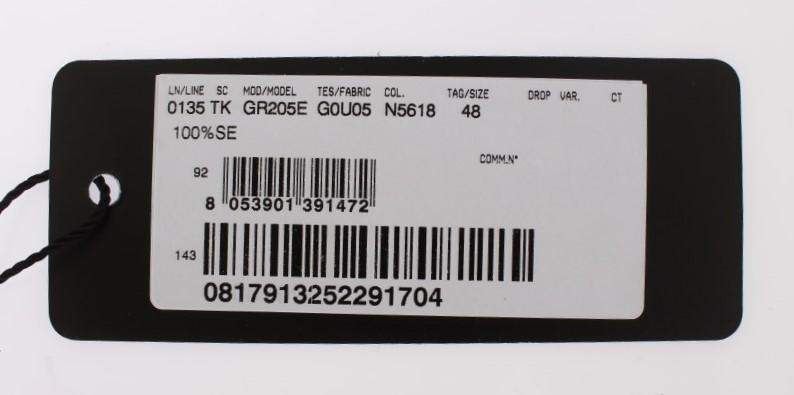 LN/LINE SC MOD/MODEL TES/FABRIC COL. TAG/SIZE DROP VAR. CT
0135 TK GR205E G0U05 N5618 48
100%SE
COMM.N°
92
8 053901 391472
143
0817913252291704